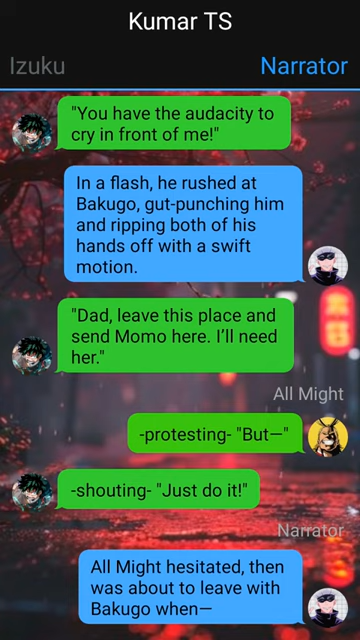 Kumar TS
Izuku
Narrator
"You have the audacity to
cry in front of me!"
In a flash, he rushed at
Bakugo, gut-punching him
and ripping both of his
hands off with a swift
motion.
"Dad, leave this place and
send Momo here. I'll need
her."
All Might
-protesting- "But—"
-shouting- "Just do it!"
Narrator
All Might hesitated, then
was about to leave with
Bakugo when—